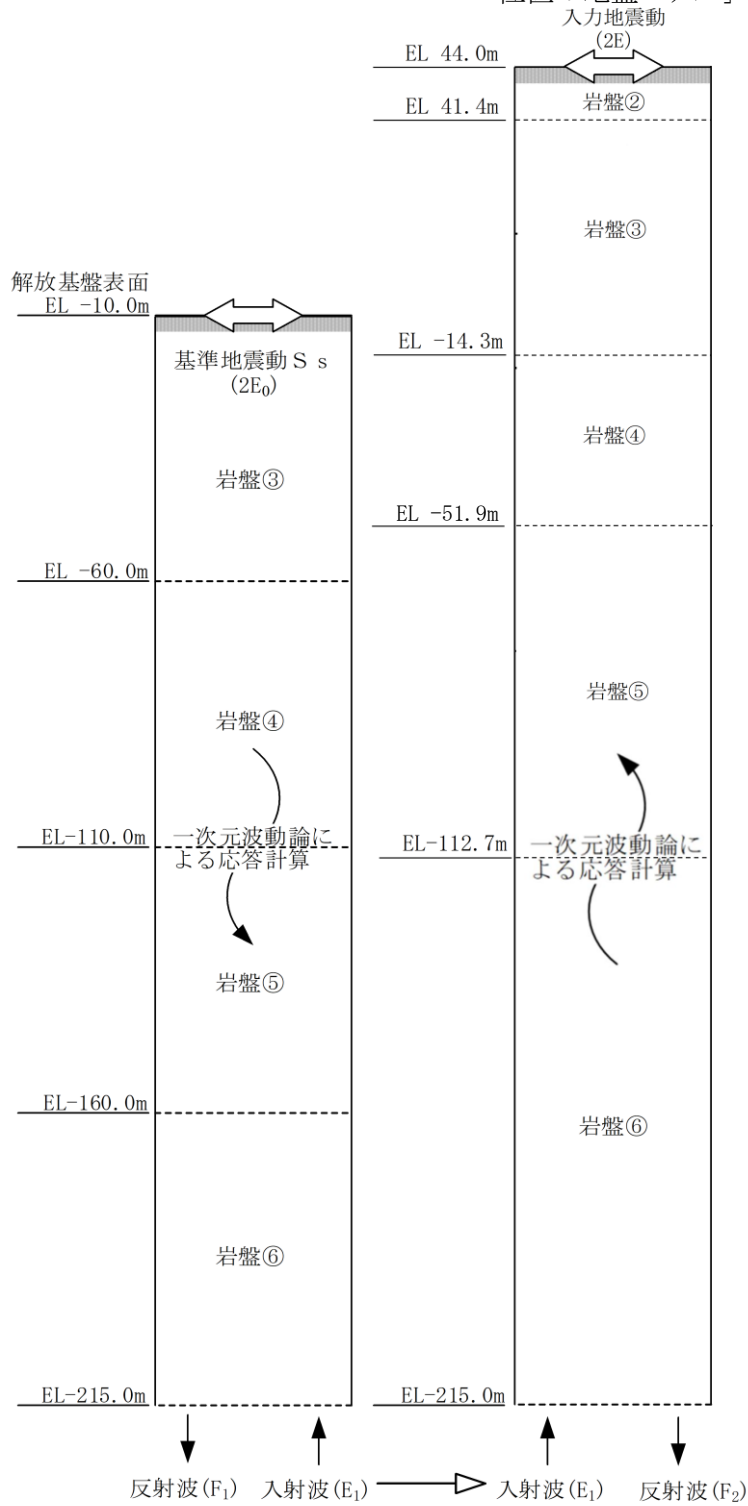 入力地震動
(2E)
EL 44.0m
岩盤②
EL 41.4m
岩盤③
EL -14.3m
岩盤④
EL -51.9m
岩盤⑤
EL-112.7m
一次元波動論に
よる応答計算
岩盤⑥
EL-215.0m
入射波(E₁)
反射波(F₂)
解放基盤表面
EL -10.0m
基準地震動Ｓｓ
(2E₀)
岩盤③
EL -60.0m
岩盤④
EL-110.0m
一次元波動論に
よる応答計算
岩盤⑤
EL-160.0m
岩盤⑥
EL-215.0m
反射波(F₁)
入射波(E₁)